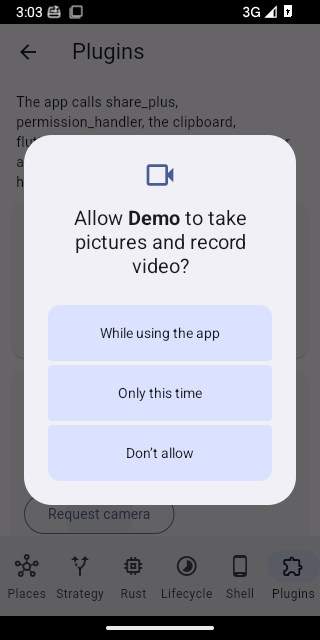 3:03
3G
Plugins
The app calls share_plus,
permission_handler, the clipboard,
Allow Demo to take
pictures and record
video?
While using the app
Only this time
Don't allow
Request camera
Places Strategy Rust Lifecycle Shell Plugins